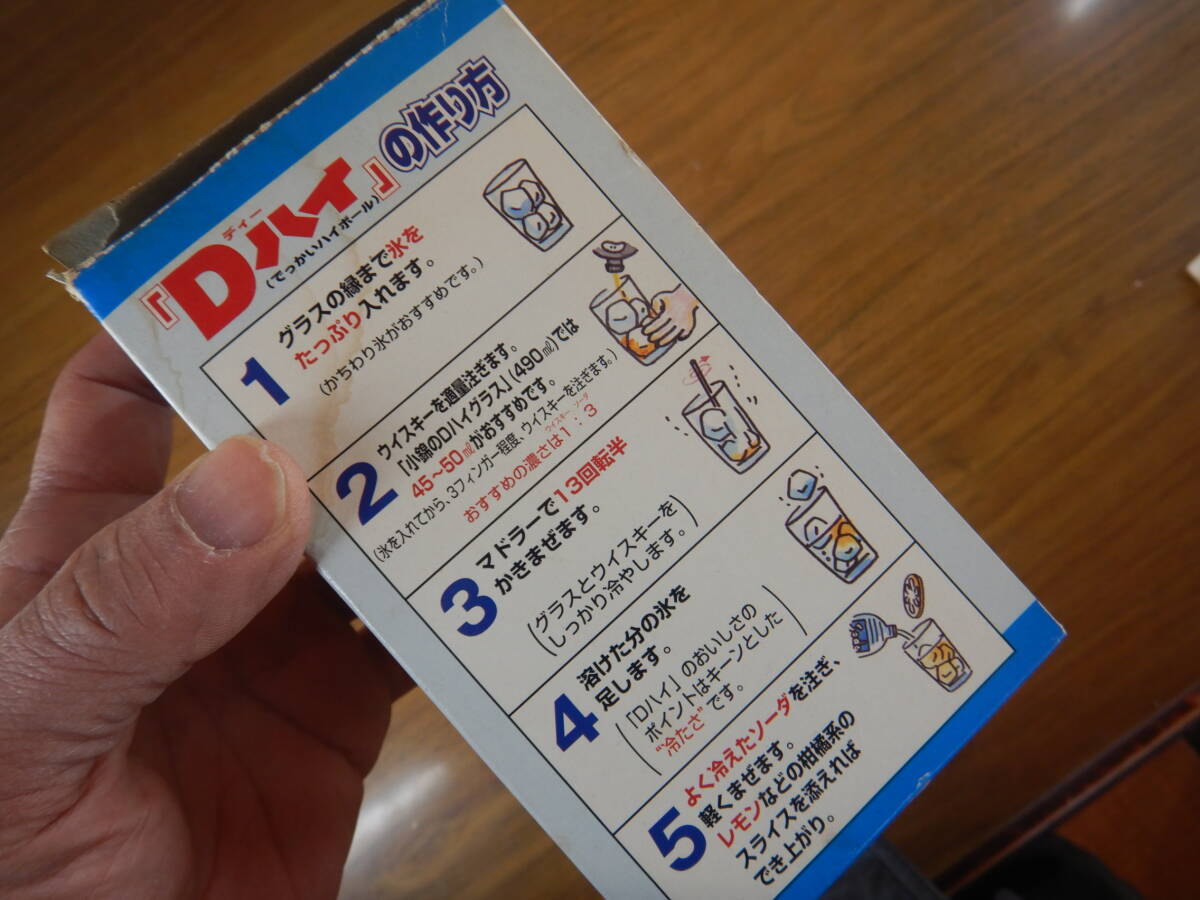 「Dハイ」の作り方
ディー
(でっかいハイボール)
1
グラスの縁まで氷を
たっぷり入れます。
(かちわり氷がおすすめです。)
2
ウイスキーを適量注ぎます。
「小錦のDハイグラス」(490㎖)では
45〜50㎖がおすすめです。
(氷を入れてから、3フィンガー程度、ウイスキーを注ぎます。)
ウイスキー ソーダ
おすすめの濃さは1:3
3
マドラーで13回転半
かきまぜます。
(グラスとウイスキーを
しっかり冷やします。)
4
溶けた分の氷を
足します。
(「Dハイ」のおいしさの
ポイントはキーンとした
“冷たさ”です。)
5
よく冷えたソーダを注ぎ、
軽くまぜます。
レモンなどの柑橘系の
スライスを添えれば
でき上がり。